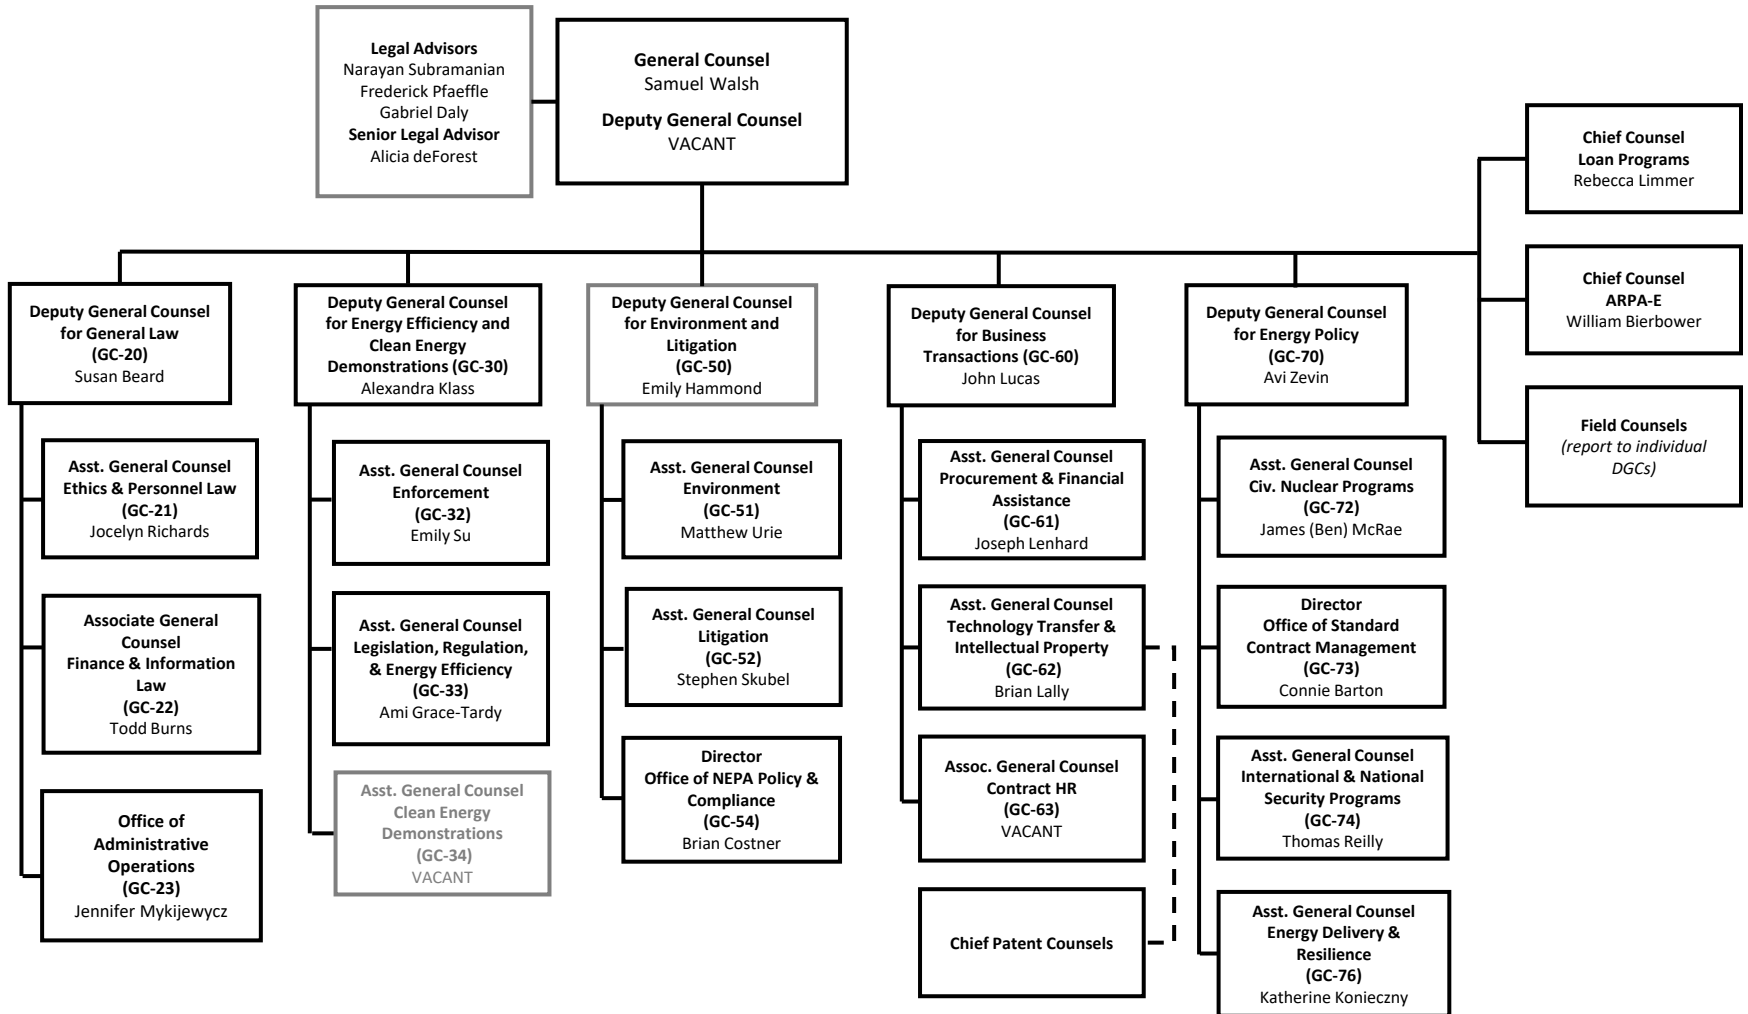 Legal Advisors
Narayan Subramanian
Frederick Pfaeffle
Gabriel Daly
Senior Legal Advisor
Alicia deForest
General Counsel
Samuel Walsh
Deputy General Counsel
VACANT
Chief Counsel
Loan Programs
Rebecca Limmer
Chief Counsel
ARPA-E
William Bierbower
Field Counsels
(report to individual
DGCs)
Deputy General Counsel
for General Law
(GC-20)
Susan Beard
Asst. General Counsel
Ethics & Personnel Law
(GC-21)
Jocelyn Richards
Associate General
Counsel
Finance & Information
Law
(GC-22)
Todd Burns
Office of
Administrative
Operations
(GC-23)
Jennifer Mykijewycz
Deputy General Counsel
for Energy Efficiency and
Clean Energy
Demonstrations (GC-30)
Alexandra Klass
Asst. General Counsel
Enforcement
(GC-32)
Emily Su
Asst. General Counsel
Legislation, Regulation,
& Energy Efficiency
(GC-33)
Ami Grace-Tardy
Asst. General Counsel
Clean Energy
Demonstrations
(GC-34)
VACANT
Deputy General Counsel
for Environment and
Litigation
(GC-50)
Emily Hammond
Asst. General Counsel
Environment
(GC-51)
Matthew Urie
Asst. General Counsel
Litigation
(GC-52)
Stephen Skubel
Director
Office of NEPA Policy &
Compliance
(GC-54)
Brian Costner
Deputy General Counsel
for Business
Transactions (GC-60)
John Lucas
Asst. General Counsel
Procurement & Financial
Assistance
(GC-61)
Joseph Lenhard
Asst. General Counsel
Technology Transfer &
Intellectual Property
(GC-62)
Brian Lally
Assoc. General Counsel
Contract HR
(GC-63)
VACANT
Chief Patent Counsels
Deputy General Counsel
for Energy Policy
(GC-70)
Avi Zevin
Asst. General Counsel
Civ. Nuclear Programs
(GC-72)
James (Ben) McRae
Director
Office of Standard
Contract Management
(GC-73)
Connie Barton
Asst. General Counsel
International & National
Security Programs
(GC-74)
Thomas Reilly
Asst. General Counsel
Energy Delivery &
Resilience
(GC-76)
Katherine Konieczny